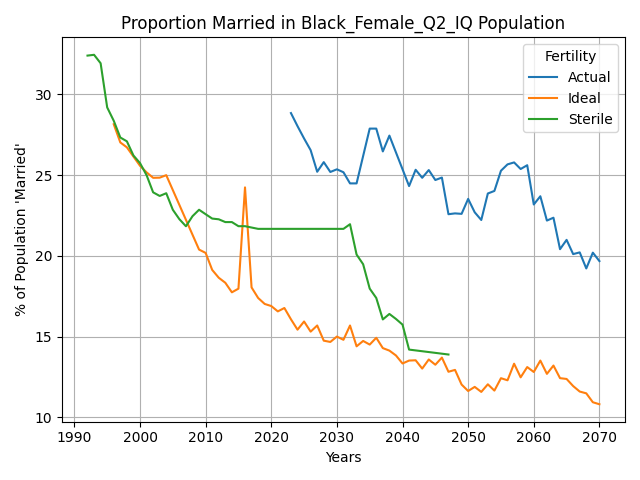 Proportion Married in Black_Female_Q2_IQ Population
% of Population 'Married'
30
25
20
15
10
1990 2000 2010 2020 2030 2040 2050 2060 2070
Years
Fertility
Actual
Ideal
Sterile